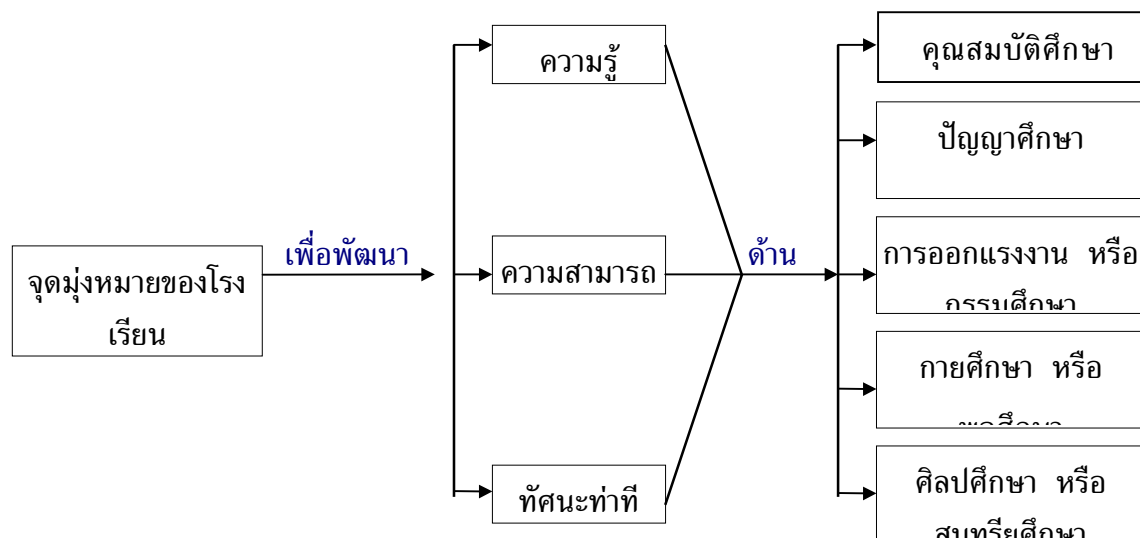 จุดมุ่งหมายของโรง
เรียน
เพื่อพัฒนา
ความรู้
ความสามารถ
ทัศนะท่าที
ด้าน
คุณสมบัติศึกษา
ปัญญาศึกษา
การออกแรงงาน หรือ
กรรมศึกษา
กายศึกษา หรือ
ศิลปศึกษา หรือ
สุนทรียศึกษา